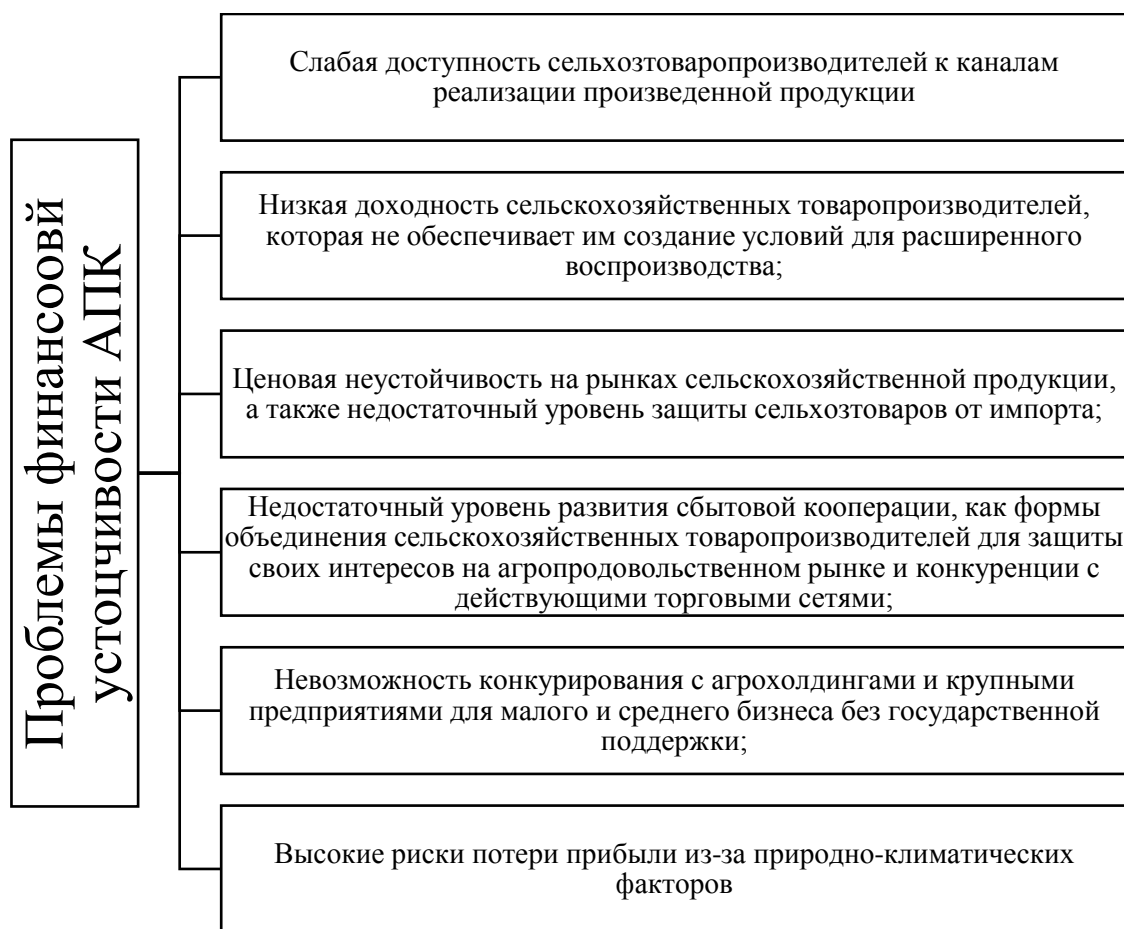 Проблемы финансоовй
устоцчивости АПК
Слабая доступность сельхозтоваропроизводителей к каналам
реализации произведенной продукции
Низкая доходность сельскохозяйственных товаропроизводителей,
которая не обеспечивает им создание условий для расширенного
воспроизводства;
Ценовая неустойчивость на рынках сельскохозяйственной продукции,
а также недостаточный уровень защиты сельхозтоваров от импорта;
Недостаточный уровень развития сбытовой кооперации, как формы
объединения сельскохозяйственных товаропроизводителей для защиты
своих интересов на агропродовольственном рынке и конкуренции с
действующими торговыми сетями;
Невозможность конкурирования с агрохолдингами и крупными
предприятиями для малого и среднего бизнеса без государственной
поддержки;
Высокие риски потери прибыли из-за природно-климатических
факторов